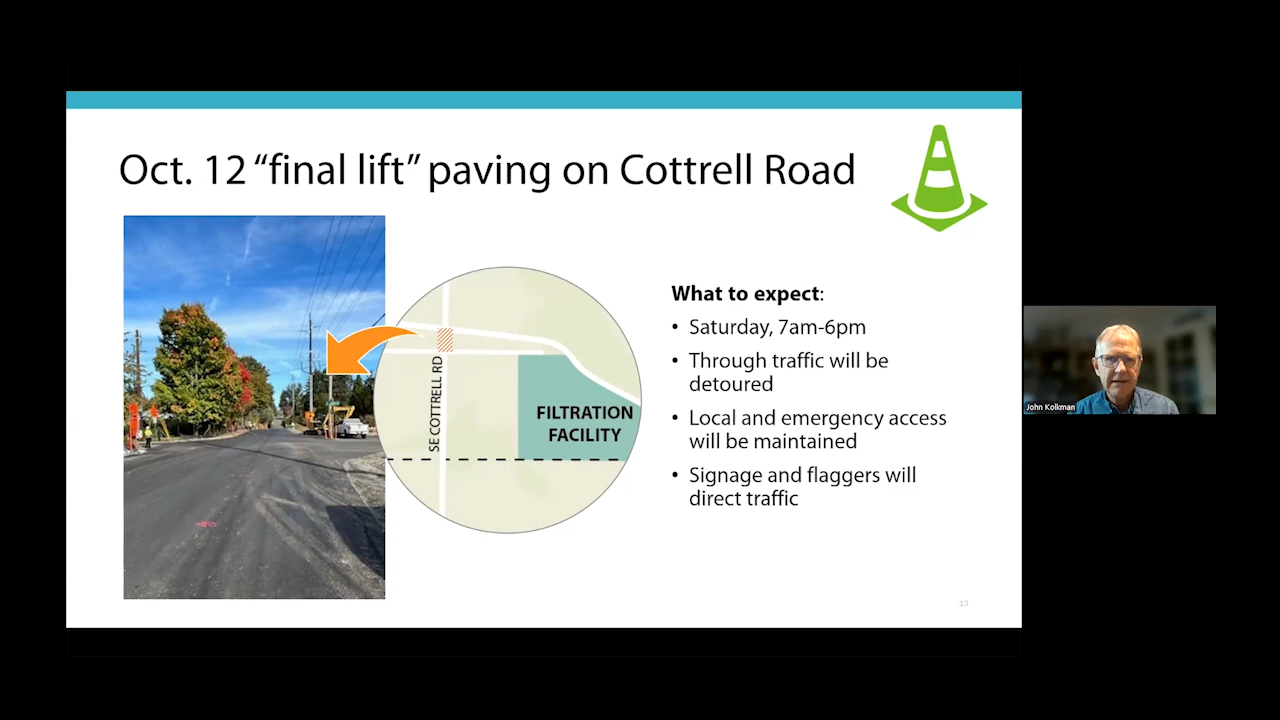 Oct. 12 “final lift” paving on Cottrell Road
What to expect:
• Saturday, 7am-6pm
• Through traffic will be
detoured
• Local and emergency access
will be maintained
• Signage and flaggers will
direct traffic
SE COTTRELL RD
FILTRATION
FACILITY
13
John Kolkman